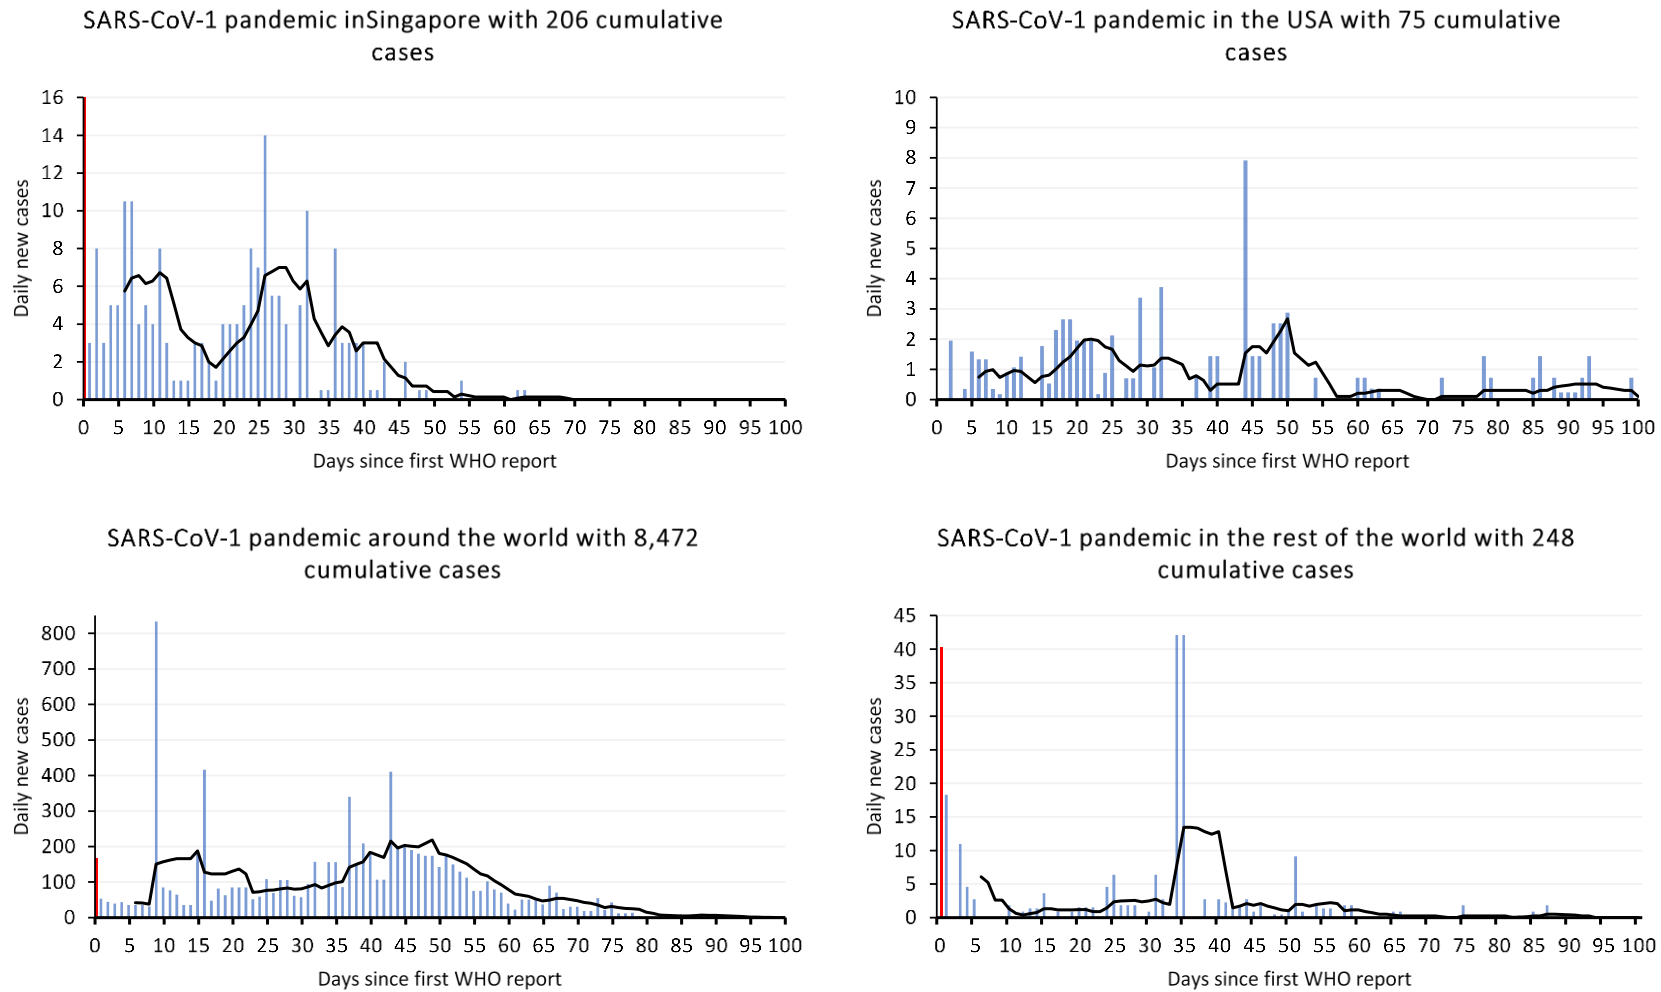 SARS-CoV-1 pandemic inSingapore with 206 cumulative
cases
16
14
12
10
8
6
4
2
0
Daily new cases
0 5 10 15 20 25 30 35 40 45 50 55 60 65 70 75 80 85 90 95 100
Days since first WHO report
SARS-CoV-1 pandemic in the USA with 75 cumulative
cases
10
9
8
7
6
5
4
3
2
1
0
Daily new cases
0 5 10 15 20 25 30 35 40 45 50 55 60 65 70 75 80 85 90 95 100
Days since first WHO report
SARS-CoV-1 pandemic around the world with 8,472
cumulative cases
800
700
600
500
400
300
200
100
0
Daily new cases
0 5 10 15 20 25 30 35 40 45 50 55 60 65 70 75 80 85 90 95 100
Days since first WHO report
SARS-CoV-1 pandemic in the rest of the world with 248
cumulative cases
45
40
35
30
25
20
15
10
5
0
Daily new cases
0 5 10 15 20 25 30 35 40 45 50 55 60 65 70 75 80 85 90 95 100
Days since first WHO report